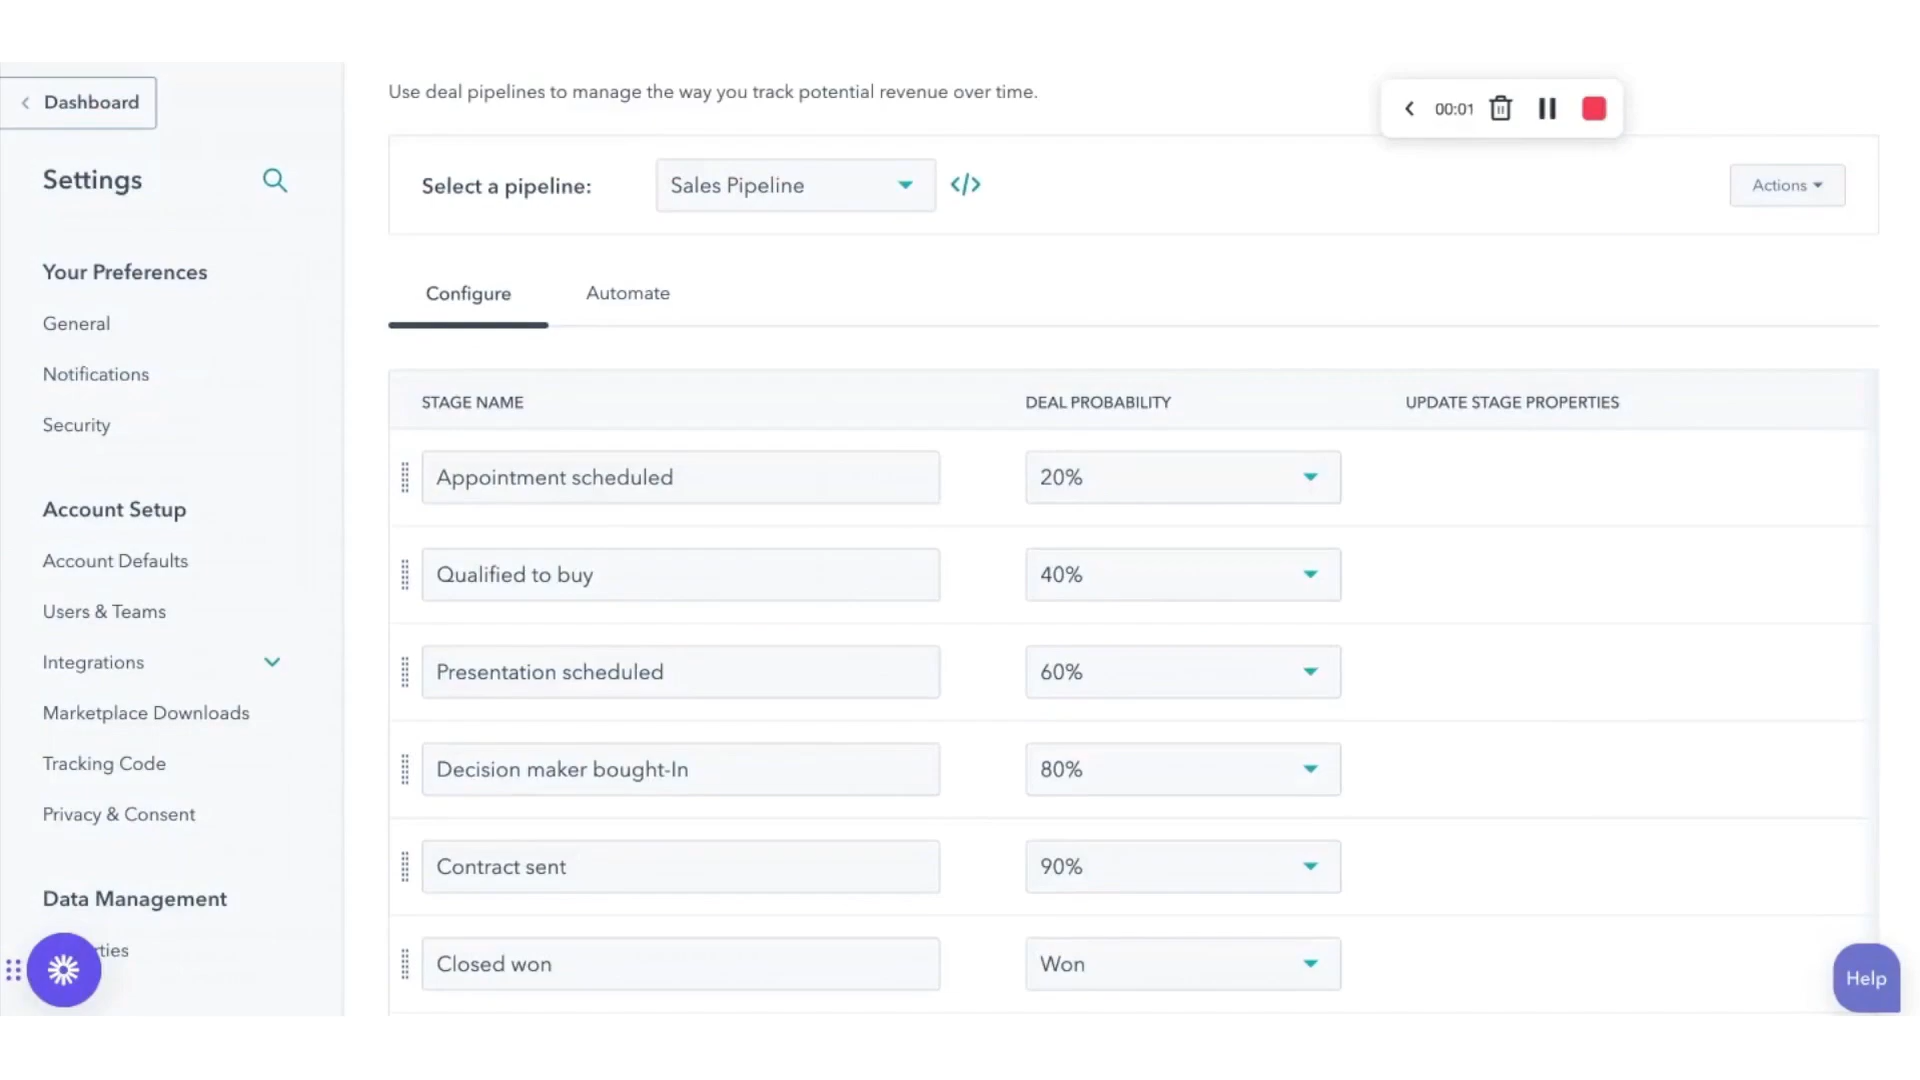 Dashboard
Settings
Your Preferences
General
Notifications
Security
Account Setup
Account Defaults
Users & Teams
Integrations
Marketplace Downloads
Tracking Code
Privacy & Consent
Data Management
Use deal pipelines to manage the way you track potential revenue over time.
00:01
Select a pipeline: Sales Pipeline </> Actions
Configure Automate
STAGE NAME DEAL PROBABILITY UPDATE STAGE PROPERTIES
Appointment scheduled 20%
Qualified to buy 40%
Presentation scheduled 60%
Decision maker bought-In 80%
Contract sent 90%
Closed won Won
Help